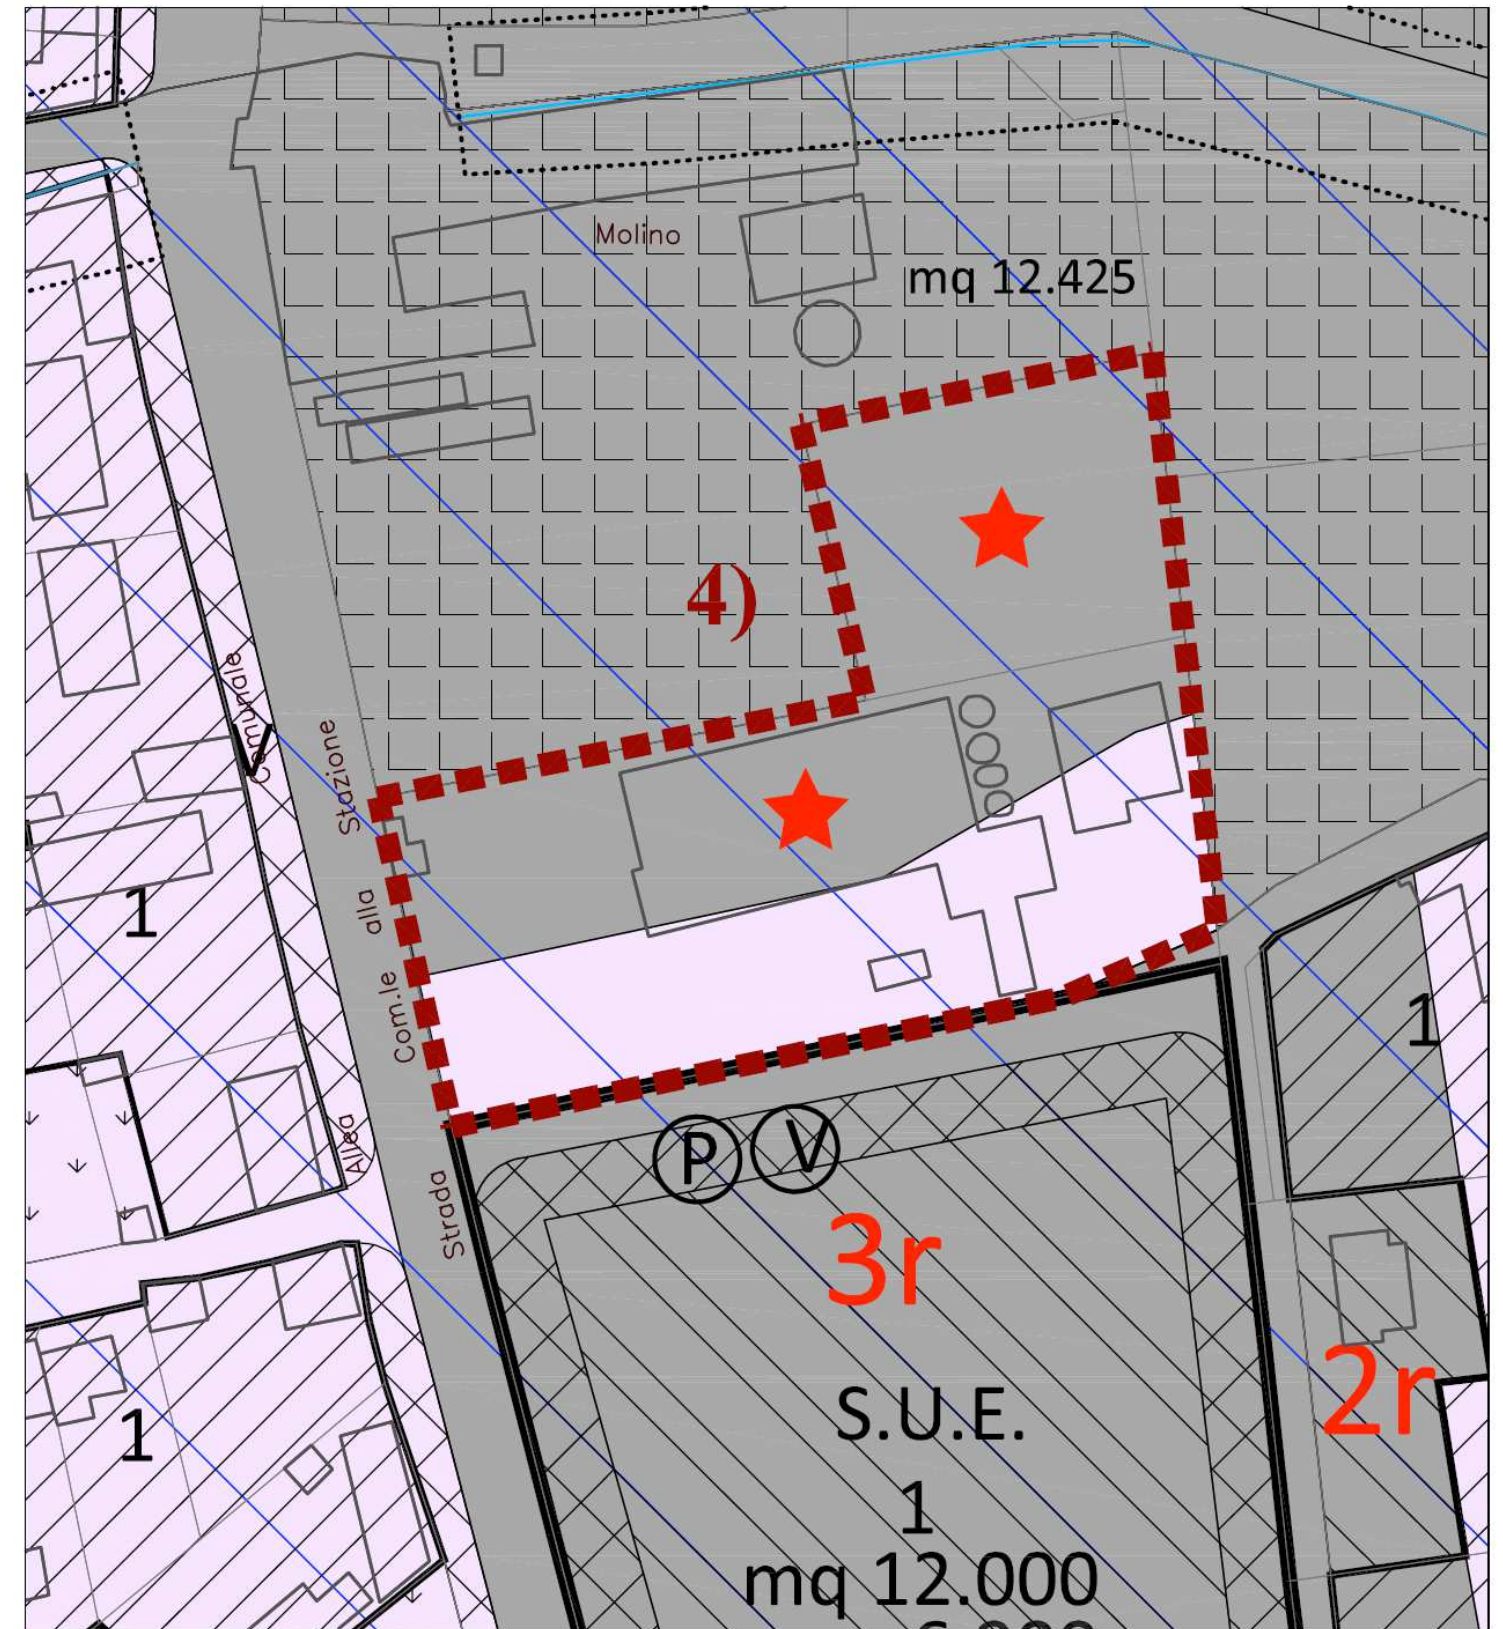 Molino
mq 12.425
4)
Comunale
V
Stazione
alla
Com.le
1
1
Allea
Strada
P
V
3r
2r
S.U.E.
1
mq 12.000
1